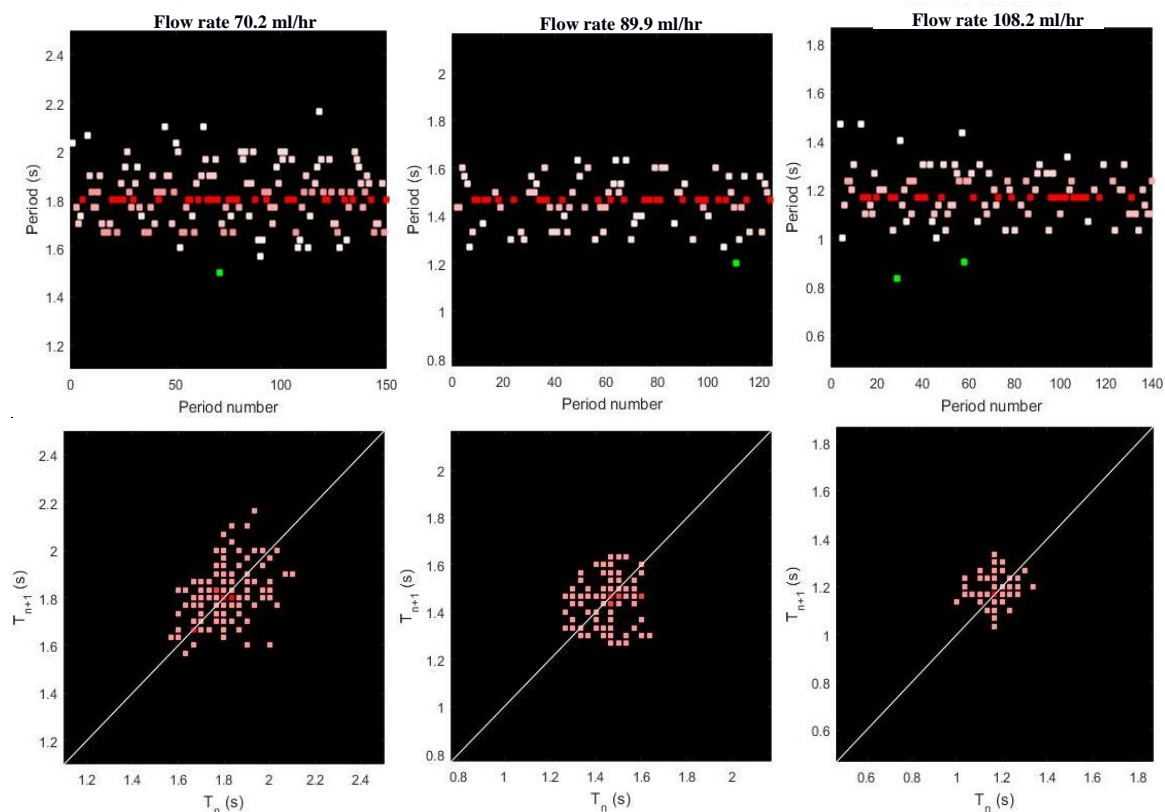 Flow rate 70.2 ml/hr
Flow rate 89.9 ml/hr
Flow rate 108.2 ml/hr
2.4
2.2
2
1.8
1.6
1.4
1.2
Period (s)
0 50 100 150
Period number
2
1.8
1.6
1.4
1.2
1
0.8
Period (s)
0 20 40 60 80 100 120
Period number
1.8
1.6
1.4
1.2
1
0.8
0.6
Period (s)
0 20 40 60 80 100 120 140
Period number
2.4
2.2
2
1.8
1.6
1.4
1.2
Tn+1 (s)
1.2 1.4 1.6 1.8 2 2.2 2.4
Tn (s)
2
1.8
1.6
1.4
1.2
1
0.8
Tn+1 (s)
0.8 1 1.2 1.4 1.6 1.8 2
Tn (s)
1.8
1.6
1.4
1.2
1
0.8
0.6
Tn+1 (s)
0.6 0.8 1 1.2 1.4 1.6 1.8
Tn (s)